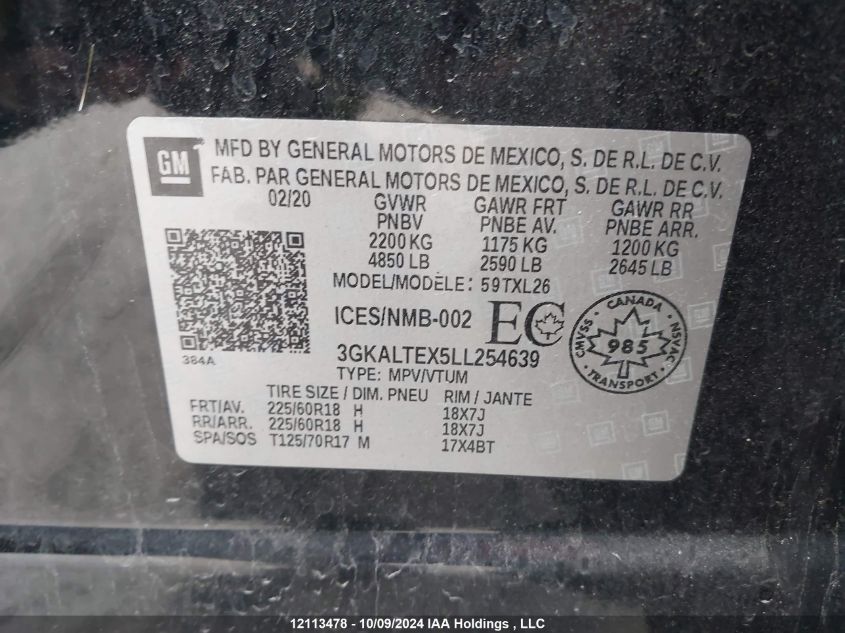 GM
MFD BY GENERAL MOTORS DE MEXICO, S. DE R.L. DE C.V.
FAB. PAR GENERAL MOTORS DE MEXICO, S. DE R.L. DE C.V.
02/20 GVWR GAWR FRT GAWR RR
PNBV PNBE AV. PNBE ARR.
2200 KG 1175 KG 1200 KG
4850 LB 2590 LB 2645 LB
MODEL/MODÈLE: 59TXL26
ICES/NMB-002 EC
CANADA
CMVSS 985 NSVAC
TRANSPORT
384A
3GKALTEX5LL254639
TYPE: MPV/VTUM
TIRE SIZE / DIM. PNEU RIM / JANTE
FRT/AV. 225/60R18 H 18X7J
RR/ARR. 225/60R18 H 18X7J
SPA/SOS T125/70R17 M 17X4BT
12113478 - 10/09/2024 IAA Holdings , LLC